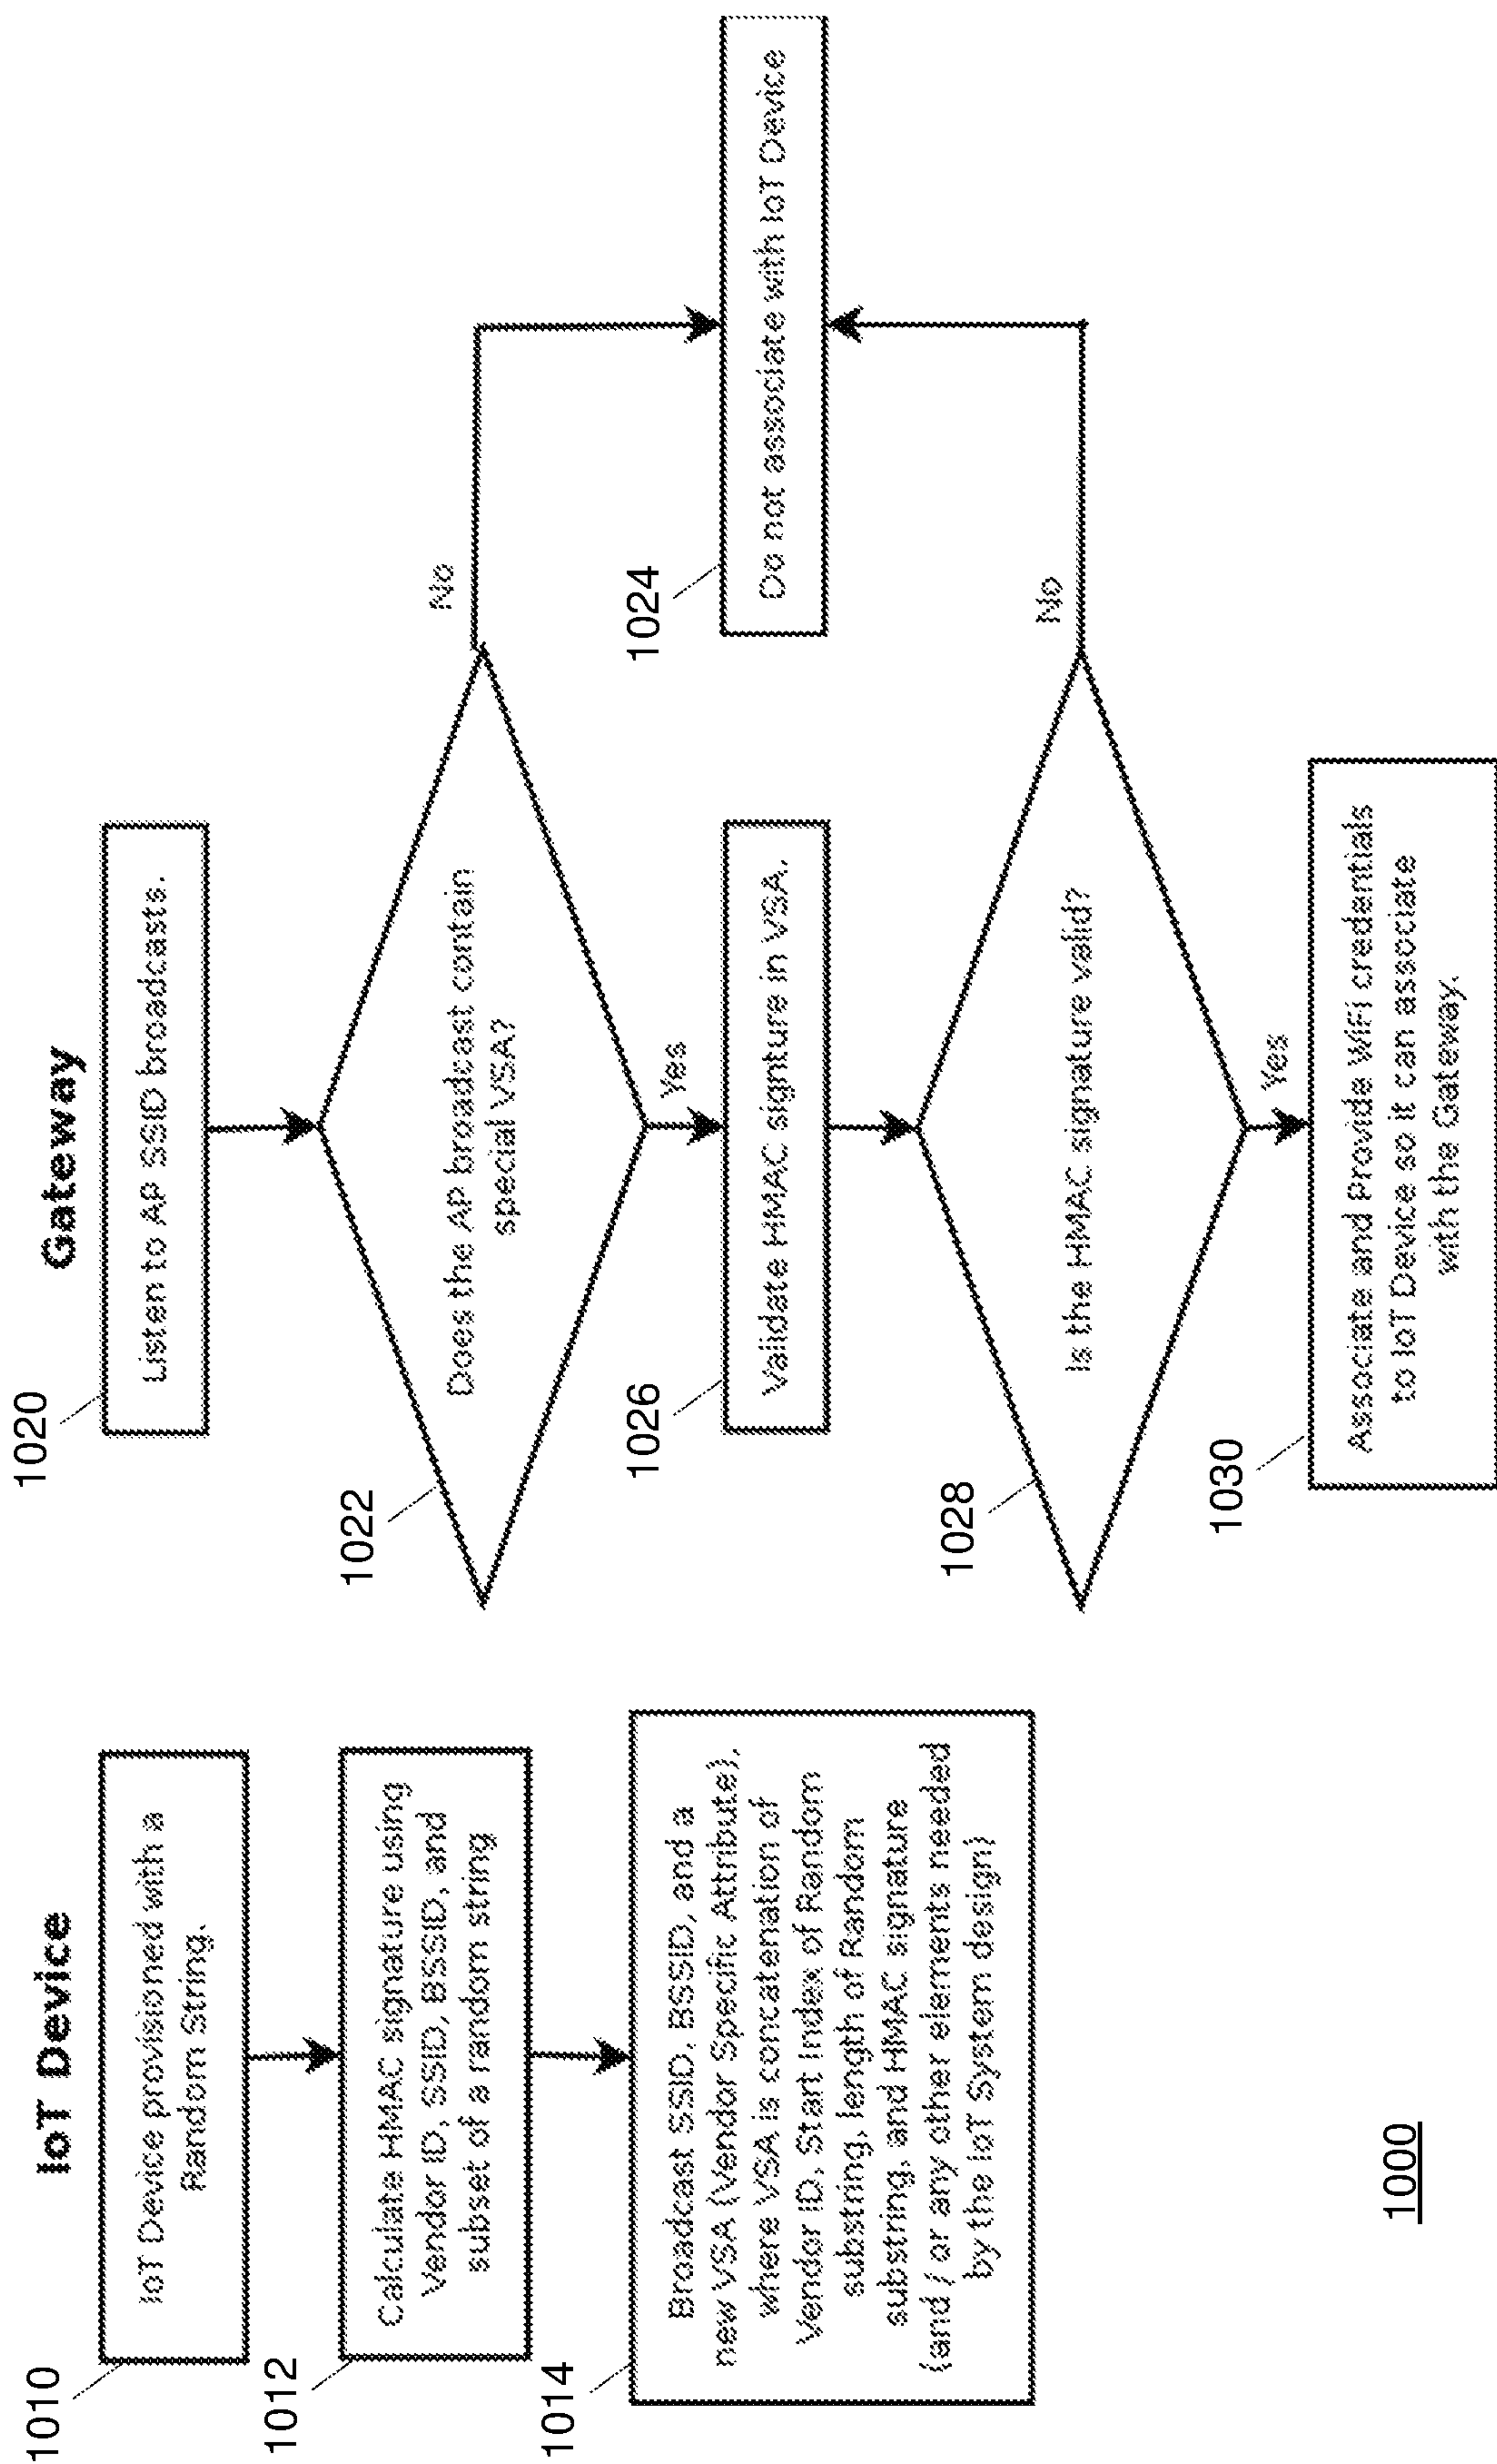 IoT Device
1010
IoT Device provisioned with a
Random String.
1012
Calculate HMAC signature using
Vendor ID, SSID, BSSID, and
subset of a random string
1014
Broadcast SSID, BSSID, and a
new VSA (Vendor Specific Attribute),
where VSA is concatenation of
Vendor ID, Start Index of Random
substring, length of Random
substring, and HMAC signature
(and / or any other elements needed
by the IoT System design)
Gateway
1020
Listen to AP SSID broadcasts.
1022
Does the AP broadcast contain
special VSA?
No
Yes
1024
Do not associate with IoT Device
1026
Validate HMAC signture in VSA.
1028
Is the HMAC signature valid?
No
Yes
1030
Associate and Provide WiFi credentials
to IoT Device so it can associate
with the Gateway.
1000